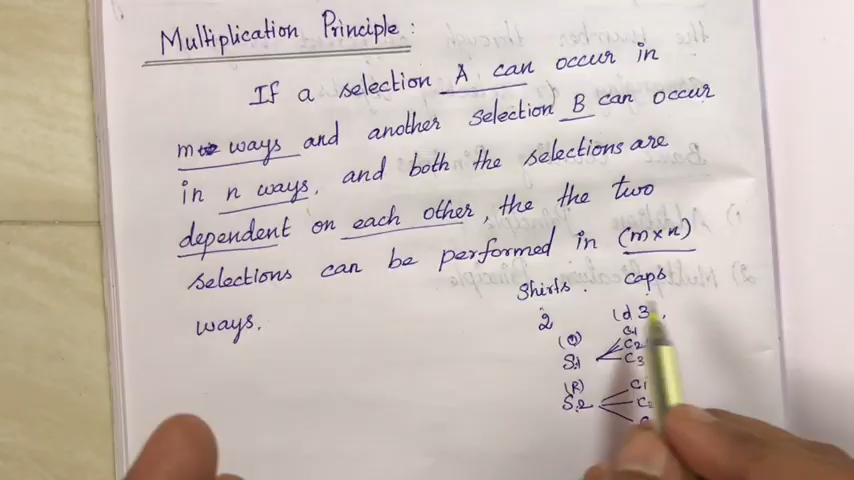 Multiplication Principle:
If a selection A can occur in
m ways and another selection B can occur
in n ways, and both the selections are
dependent on each other, the the two
selections can be performed in (m×n)
ways.
Shirts. caps
2 3.
S1 C1
C2
C3
(R) C1
S2